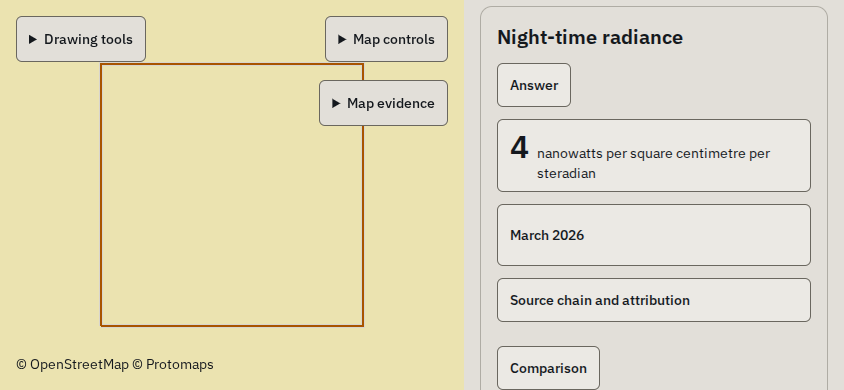 Drawing tools
Map controls
Map evidence
© OpenStreetMap © Protomaps
Night-time radiance
Answer
4 nanowatts per square centimetre per
steradian
March 2026
Source chain and attribution
Comparison